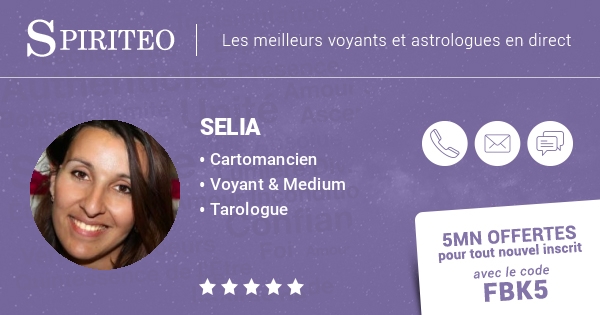 SPIRITEO
Les meilleurs voyants et astrologues en direct
SELIA
• Cartomancien
• Voyant & Medium
• Tarologue
5MN OFFERTES
pour tout nouvel inscrit
avec le code
FBK5